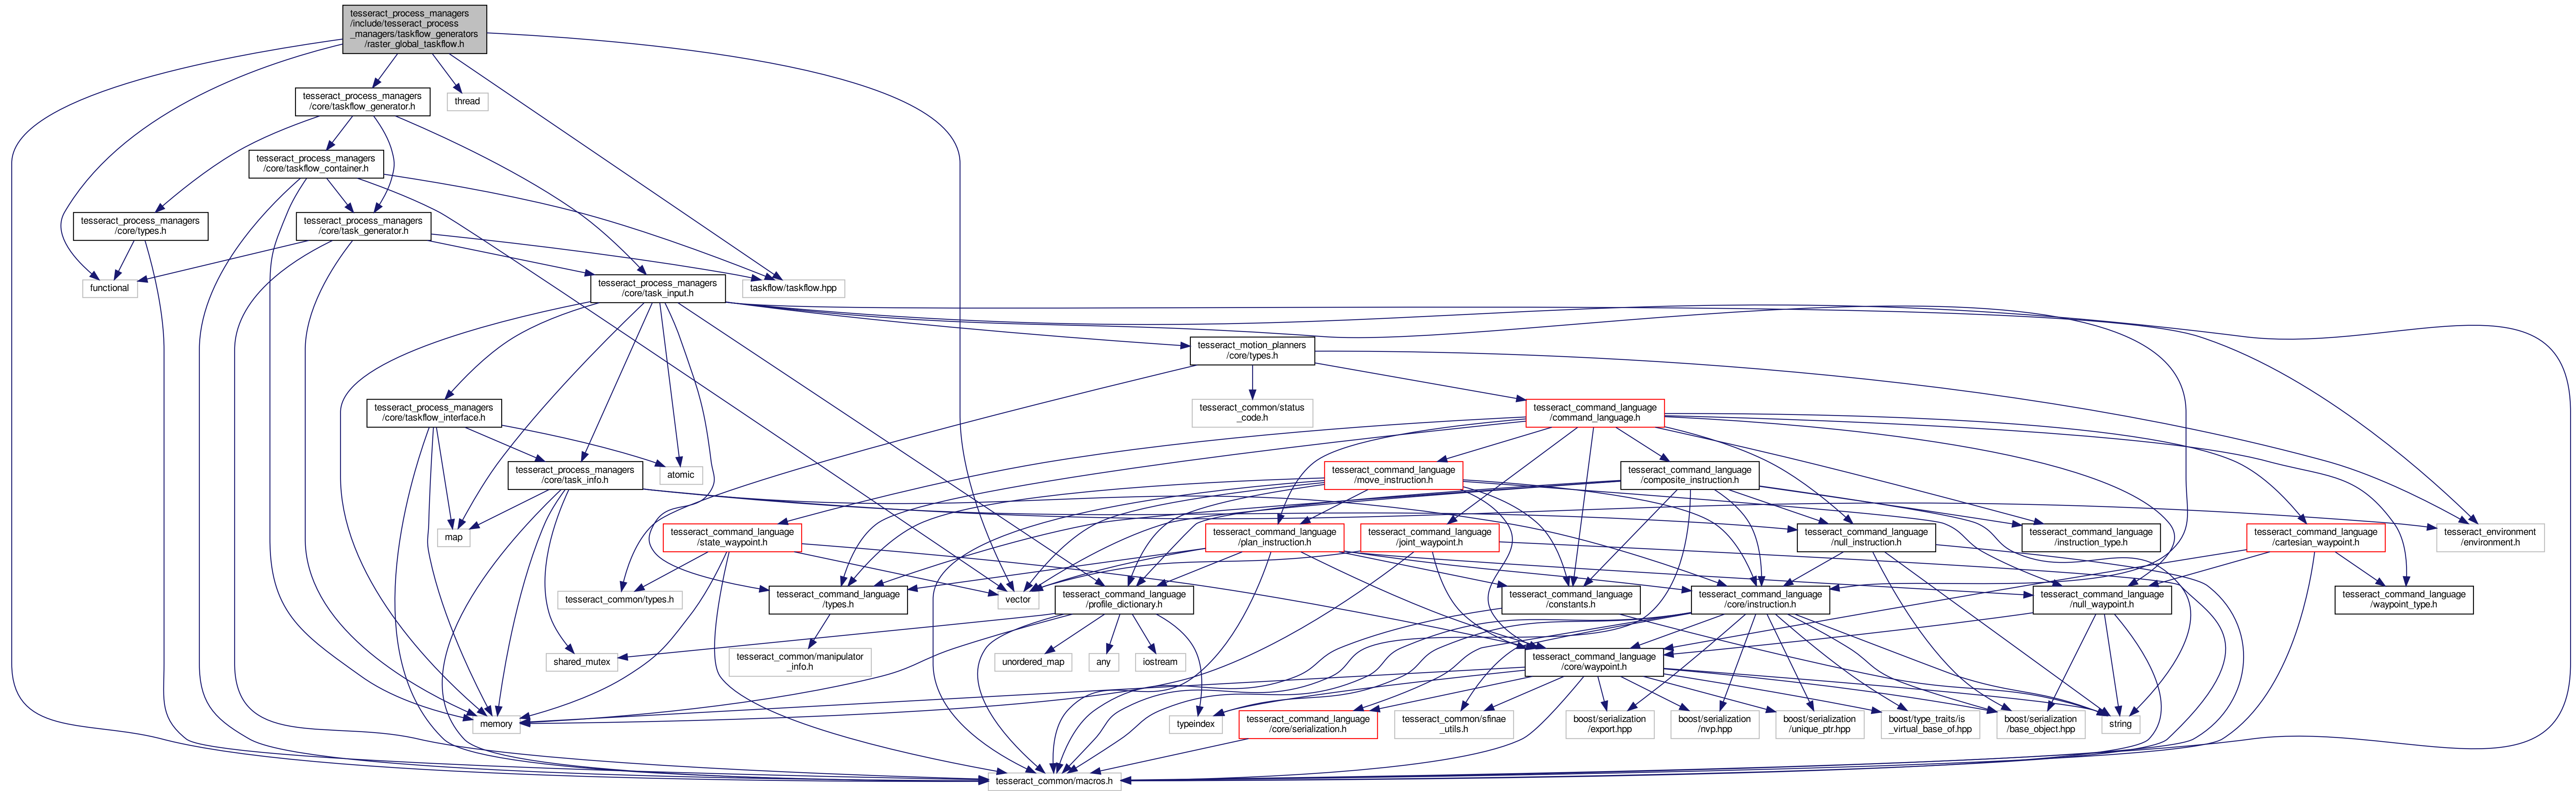 tesseract_process_managers
/include/tesseract_process
_managers/taskflow_generators
/raster_global_taskflow.h
tesseract_process_managers
/core/taskflow_generator.h
thread
tesseract_process_managers
/core/taskflow_container.h
tesseract_process_managers
/core/types.h
tesseract_process_managers
/core/task_generator.h
functional
tesseract_process_managers
/core/task_input.h
taskflow/taskflow.hpp
tesseract_motion_planners
/core/types.h
tesseract_process_managers
/core/taskflow_interface.h
tesseract_common/status
_code.h
tesseract_command_language
/command_language.h
tesseract_process_managers
/core/task_info.h
atomic
tesseract_command_language
/move_instruction.h
tesseract_command_language
/composite_instruction.h
map
tesseract_command_language
/state_waypoint.h
tesseract_command_language
/plan_instruction.h
tesseract_command_language
/joint_waypoint.h
tesseract_command_language
/null_instruction.h
tesseract_command_language
/instruction_type.h
tesseract_command_language
/cartesian_waypoint.h
tesseract_environment
/environment.h
tesseract_common/types.h
tesseract_command_language
/types.h
vector
tesseract_command_language
/profile_dictionary.h
tesseract_command_language
/constants.h
tesseract_command_language
/core/instruction.h
tesseract_command_language
/null_waypoint.h
tesseract_command_language
/waypoint_type.h
shared_mutex
tesseract_common/manipulator
_info.h
unordered_map
any
iostream
tesseract_command_language
/core/waypoint.h
memory
typeindex
tesseract_command_language
/core/serialization.h
tesseract_common/sfinae
_utils.h
boost/serialization
/export.hpp
boost/serialization
/nvp.hpp
boost/serialization
/unique_ptr.hpp
boost/type_traits/is
_virtual_base_of.hpp
boost/serialization
/base_object.hpp
string
tesseract_common/macros.h